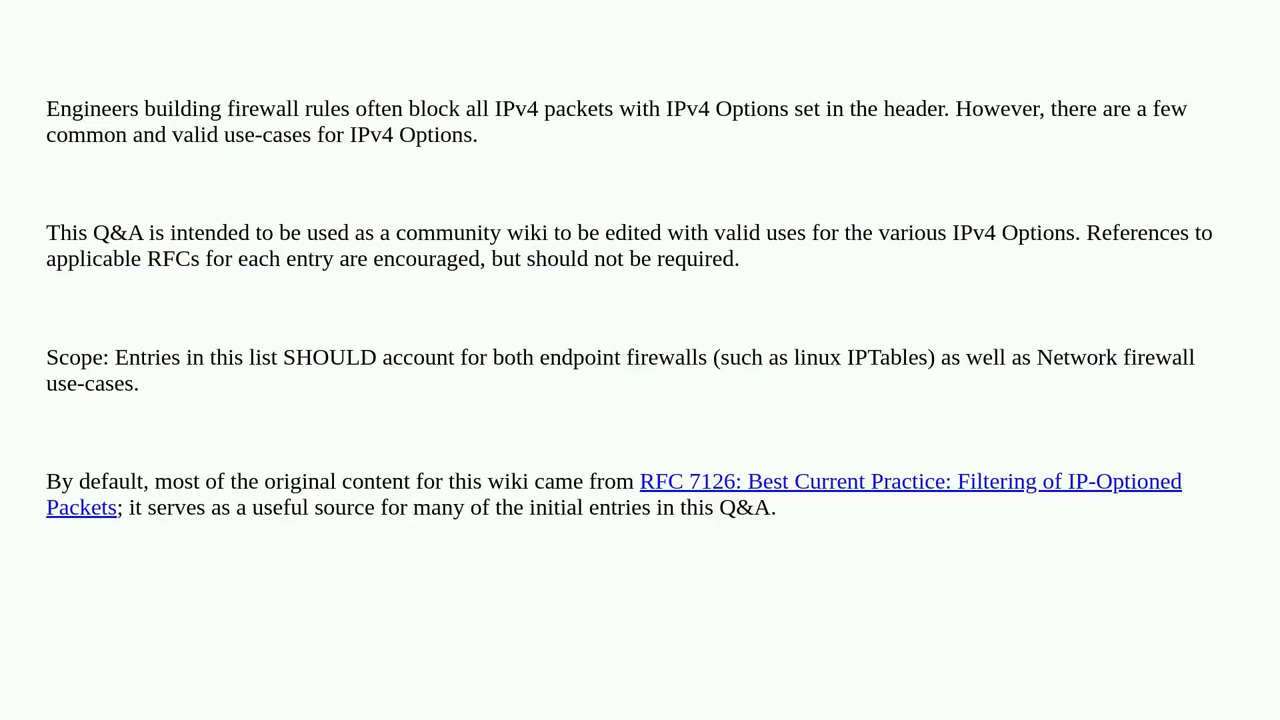 Engineers building firewall rules often block all IPv4 packets with IPv4 Options set in the header. However, there are a few
common and valid use-cases for IPv4 Options.
This Q&A is intended to be used as a community wiki to be edited with valid uses for the various IPv4 Options. References to
applicable RFCs for each entry are encouraged, but should not be required.
Scope: Entries in this list SHOULD account for both endpoint firewalls (such as linux IPTables) as well as Network firewall
use-cases.
By default, most of the original content for this wiki came from RFC 7126: Best Current Practice: Filtering of IP-Optioned
Packets; it serves as a useful source for many of the initial entries in this Q&A.